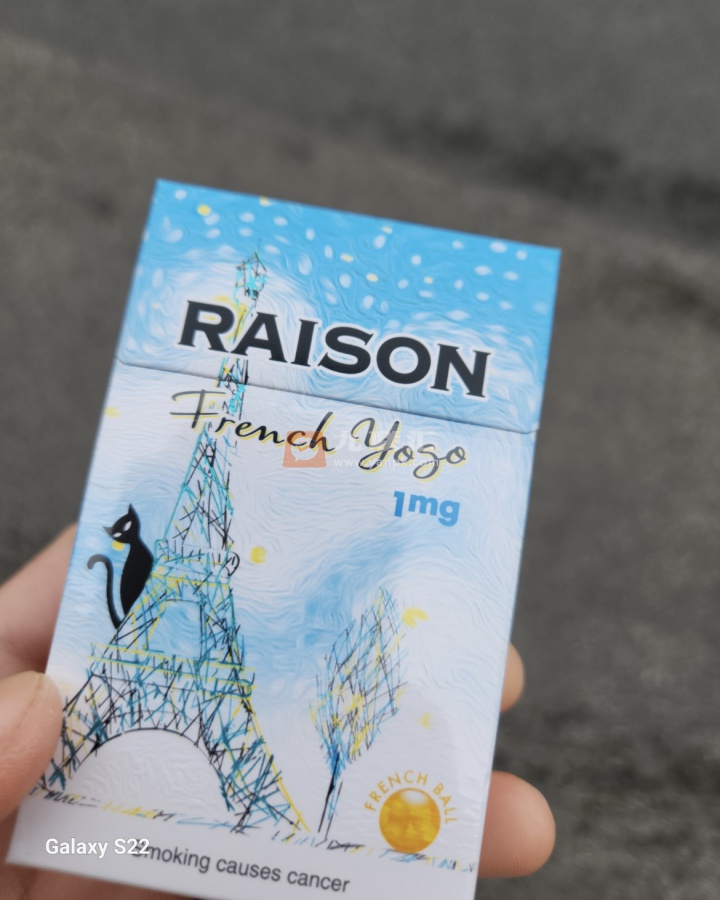 RAISON
French Yogo
1mg
FRENCH BALL
Galaxy S22
Smoking causes cancer